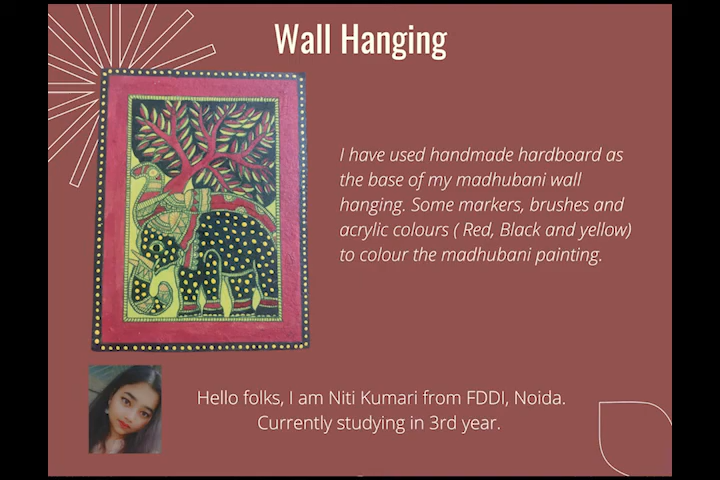 Wall Hanging
I have used handmade hardboard as
the base of my madhubani wall
hanging. Some markers, brushes and
acrylic colours ( Red, Black and yellow)
to colour the madhubani painting.
Hello folks, I am Niti Kumari from FDDI, Noida.
Currently studying in 3rd year.